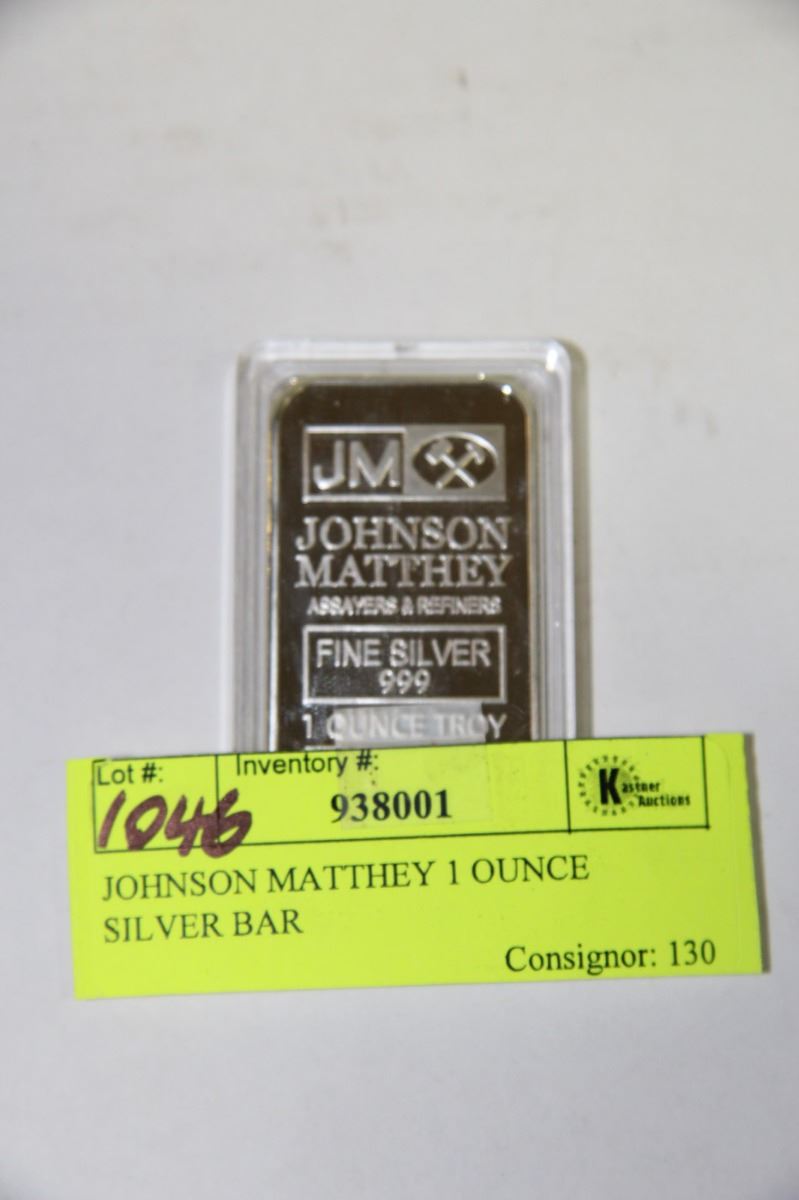 JM
JOHNSON
MATTHEY
ASSAYERS & REFINERS
FINE SILVER
999
1 OUNCE TROY
Lot #:
1046
Inventory #:
938001
Kastner
Auctions
JOHNSON MATTHEY 1 OUNCE
SILVER BAR
Consignor: 130